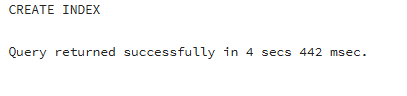 CREATE INDEX
Query returned successfully in 4 secs 442 msec.